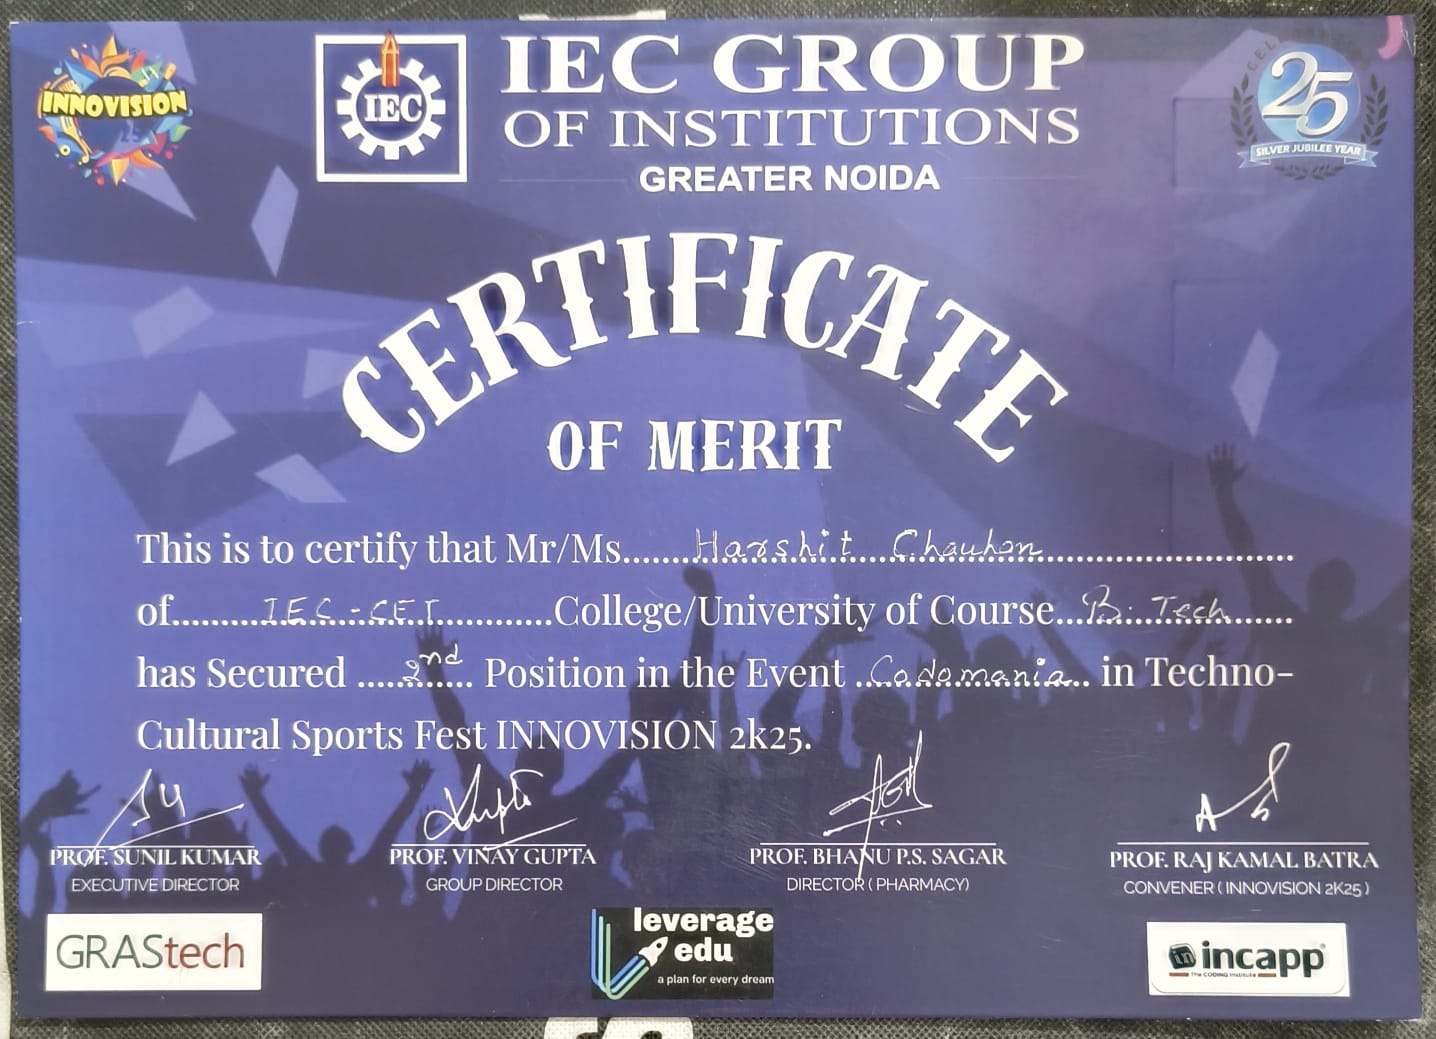 INNOVISION
IEC
IEC GROUP
OF INSTITUTIONS
GREATER NOIDA
25
SILVER JUBILEE YEAR
CERTIFICATE
OF MERIT
This is to certify that Mr/Ms.......Harshit....Chauhan..............................
of............IEC-CET................College/University of Course...B.Tech........
has Secured ......2nd...... Position in the Event ..Codomania.. in Techno-
Cultural Sports Fest INNOVISION 2k25.
PROF. SUNIL KUMAR
EXECUTIVE DIRECTOR
PROF. VINAY GUPTA
GROUP DIRECTOR
PROF. BHANU P.S. SAGAR
DIRECTOR ( PHARMACY)
PROF. RAJ KAMAL BATRA
CONVENER ( INNOVISION 2K25 )
GRAStech
leverage
edu
a plan for every dream
in incapp
The CODING Institute